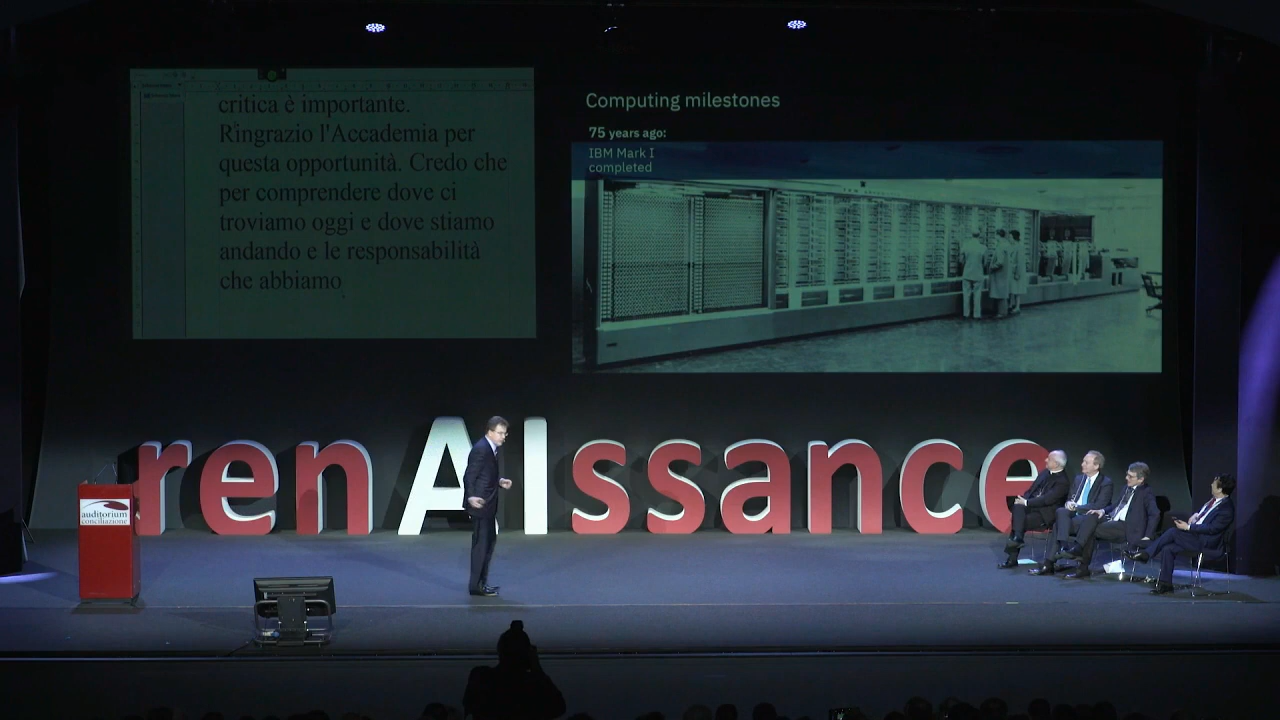 critica è importante.
Ringrazio l'Accademia per
questa opportunità. Credo che
per comprendere dove ci
troviamo oggi e dove stiamo
andando e le responsabilità
che abbiamo
Computing milestones
75 years ago:
IBM Mark I
completed
renAIssance
auditorium
conciliazione